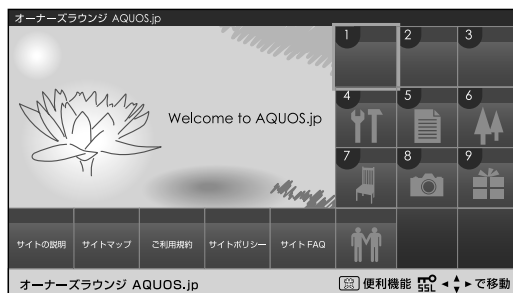 オーナーズラウンジ AQUOS.jp
1 2 3
Welcome to AQUOS.jp
4 5 6
7 8 9
サイトの説明 サイトマップ ご利用規約 サイトポリシー サイト FAQ
オーナーズラウンジ AQUOS.jp 便利機能 SSL で移動